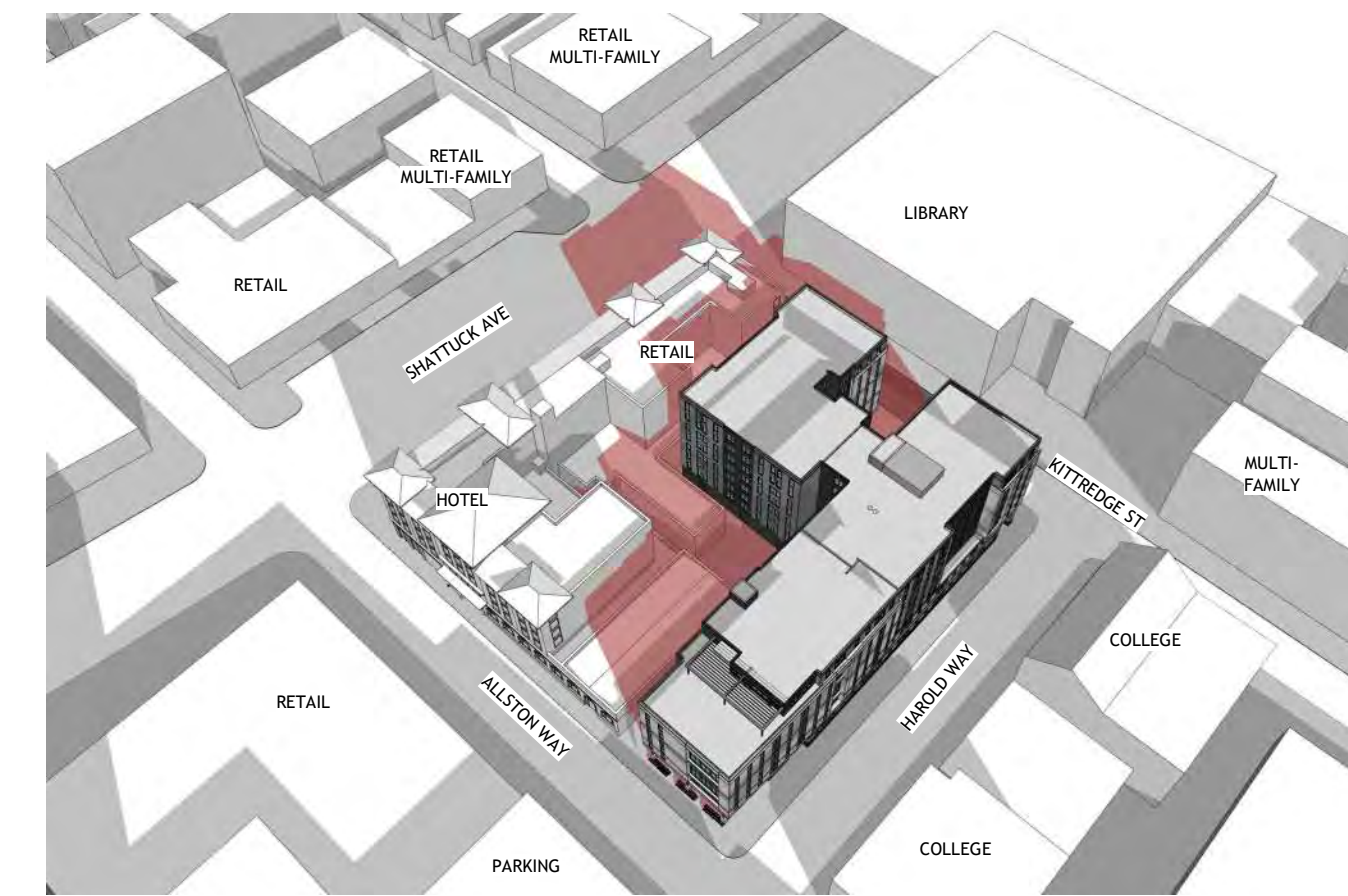 RETAIL
MULTI-FAMILY
RETAIL
MULTI-FAMILY
LIBRARY
RETAIL
SHATTUCK AVE
RETAIL
HOTEL
KITTREDGE ST
MULTI-
FAMILY
COLLEGE
HAROLD WAY
RETAIL
ALLSTON WAY
COLLEGE
PARKING